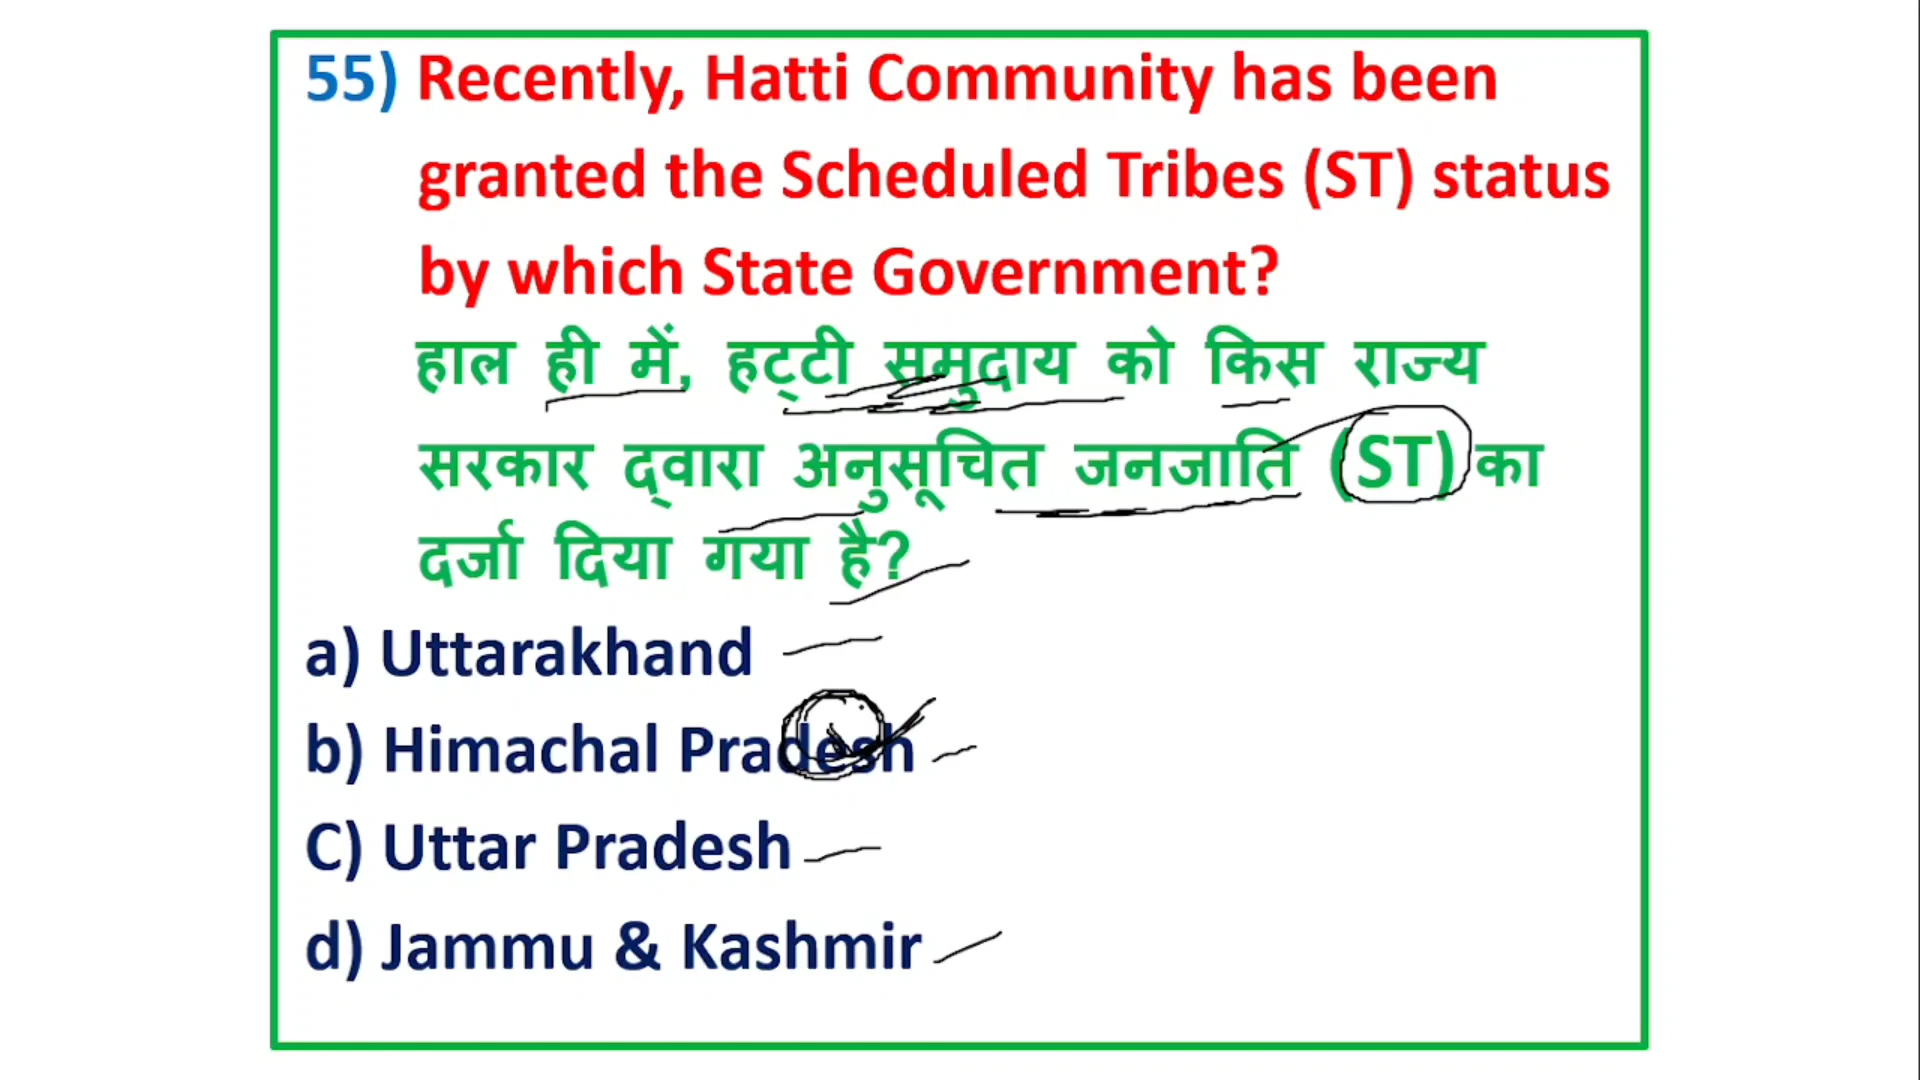 55) Recently, Hatti Community has been
granted the Scheduled Tribes (ST) status
by which State Government?
हाल ही में, हट्टी समुदाय को किस राज्य
सरकार द्वारा अनुसूचित जनजाति (ST) का
दर्जा दिया गया है?
a) Uttarakhand
b) Himachal Pradesh
C) Uttar Pradesh
d) Jammu & Kashmir